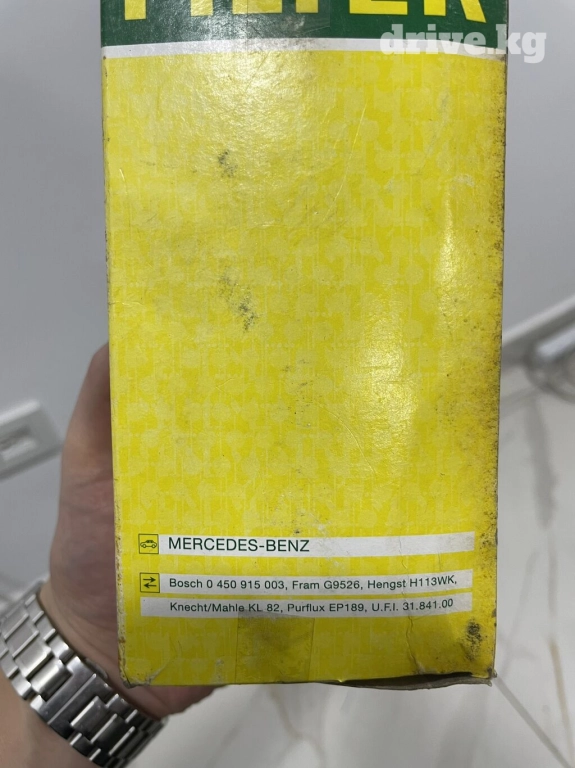 FILTER
drive.kg
MERCEDES-BENZ
Bosch 0 450 915 003, Fram G9526, Hengst H113WK,
Knecht/Mahle KL 82, Purflux EP189, U.F.I. 31.841.00